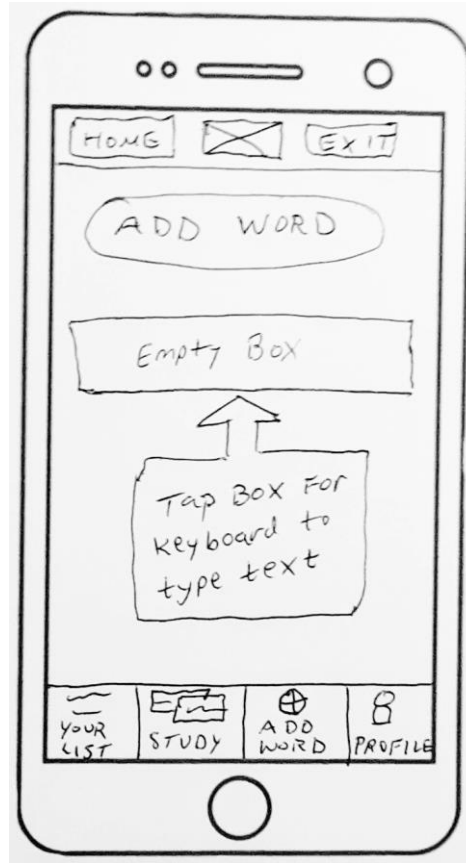 HOME EXIT
ADD WORD
Empty Box
Tap Box For
keyboard to
type text
YOUR
LIST
STUDY
ADD
WORD
PROFILE